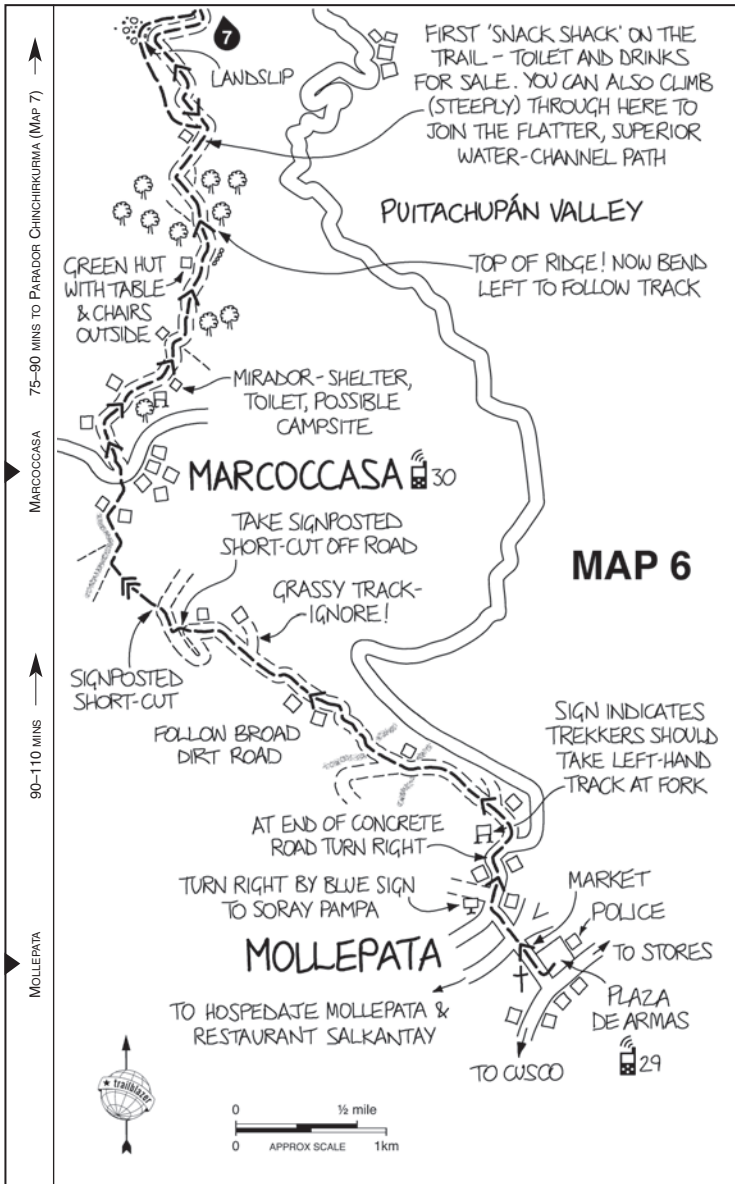 7
LANDSLIP
FIRST 'SNACK SHACK' ON THE
TRAIL – TOILET AND DRINKS
FOR SALE. YOU CAN ALSO CLIMB
(STEEPLY) THROUGH HERE TO
JOIN THE FLATTER, SUPERIOR
WATER-CHANNEL PATH
PUITACHUPÁN VALLEY
TOP OF RIDGE! NOW BEND
LEFT TO FOLLOW TRACK
GREEN HUT
WITH TABLE
& CHAIRS
OUTSIDE
MIRADOR – SHELTER,
TOILET, POSSIBLE
CAMPSITE
MARCOCCASA 30
TAKE SIGNPOSTED
SHORT-CUT OFF ROAD
MAP 6
GRASSY TRACK-
IGNORE!
SIGNPOSTED
SHORT-CUT
FOLLOW BROAD
DIRT ROAD
SIGN INDICATES
TREKKERS SHOULD
TAKE LEFT-HAND
TRACK AT FORK
AT END OF CONCRETE
ROAD TURN RIGHT
TURN RIGHT BY BLUE SIGN
TO SORAY PAMPA
MARKET
POLICE
MOLLEPATA
TO STORES
TO HOSPEDAJE MOLLEPATA &
RESTAURANT SALKANTAY
PLAZA
DE ARMAS
29
TO CUSCO
★ trailblazer
0 ½ mile
0 APPROX SCALE 1km
MOLLEPATA
90–110 MINS
MARCOCCASA
75–90 MINS TO PARADOR CHINCHIRKURMA (MAP 7)